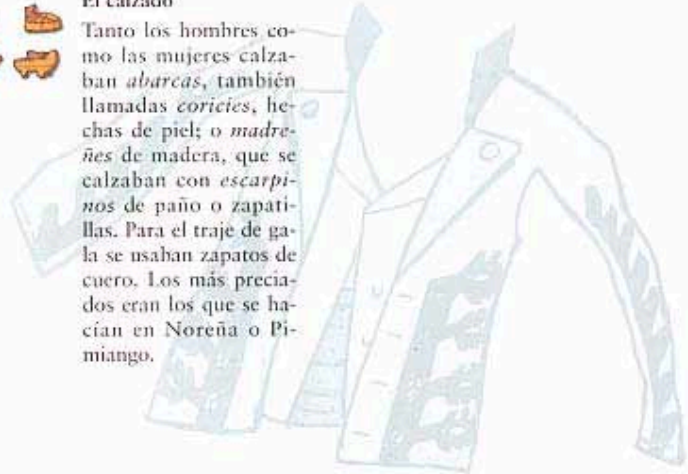 El calzado
Tanto los hombres co-
mo las mujeres calza-
ban abarcas, también
llamadas coricies, he-
chas de piel; o madre-
ñes de madera, que se
calzaban con escarpi-
nos de paño o zapati-
llas. Para el traje de ga-
la se usaban zapatos de
cuero. Los más precia-
dos eran los que se ha-
cían en Noreña o Pi-
miango.